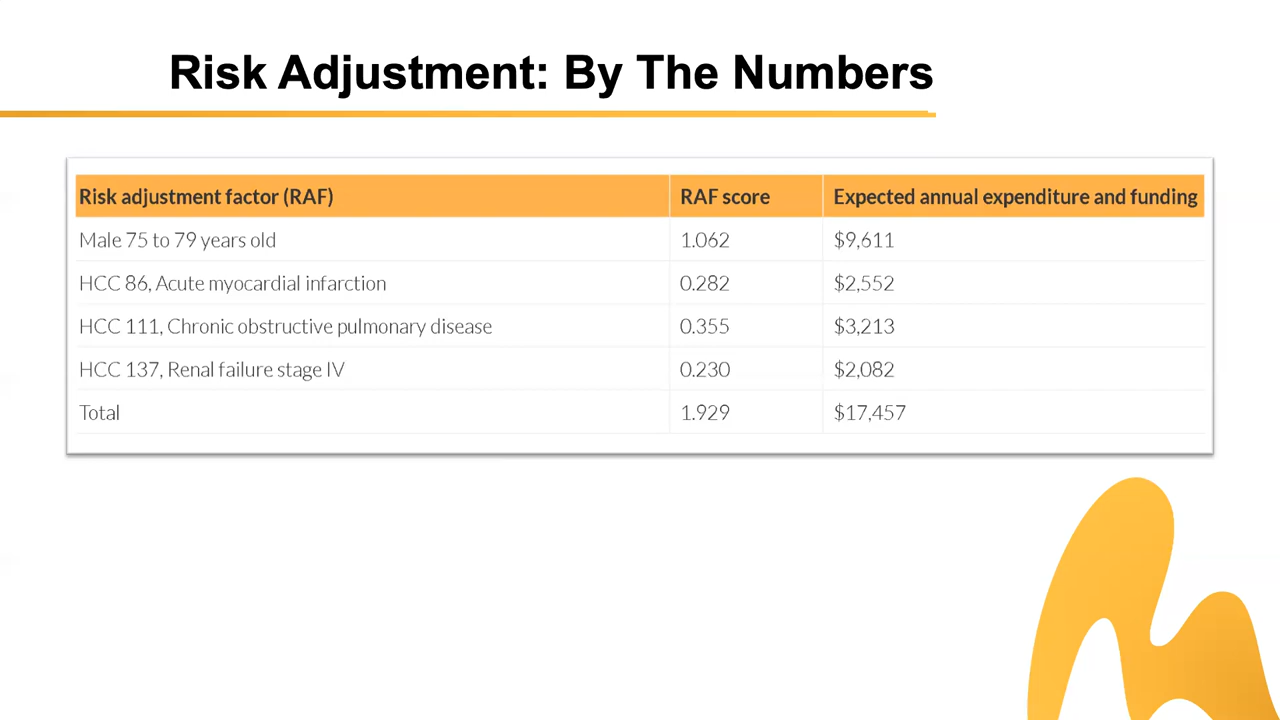 Risk Adjustment: By The Numbers
Risk adjustment factor (RAF) RAF score Expected annual expenditure and funding
Male 75 to 79 years old 1.062 $9,611
HCC 86, Acute myocardial infarction 0.282 $2,552
HCC 111, Chronic obstructive pulmonary disease 0.355 $3,213
HCC 137, Renal failure stage IV 0.230 $2,082
Total 1.929 $17,457